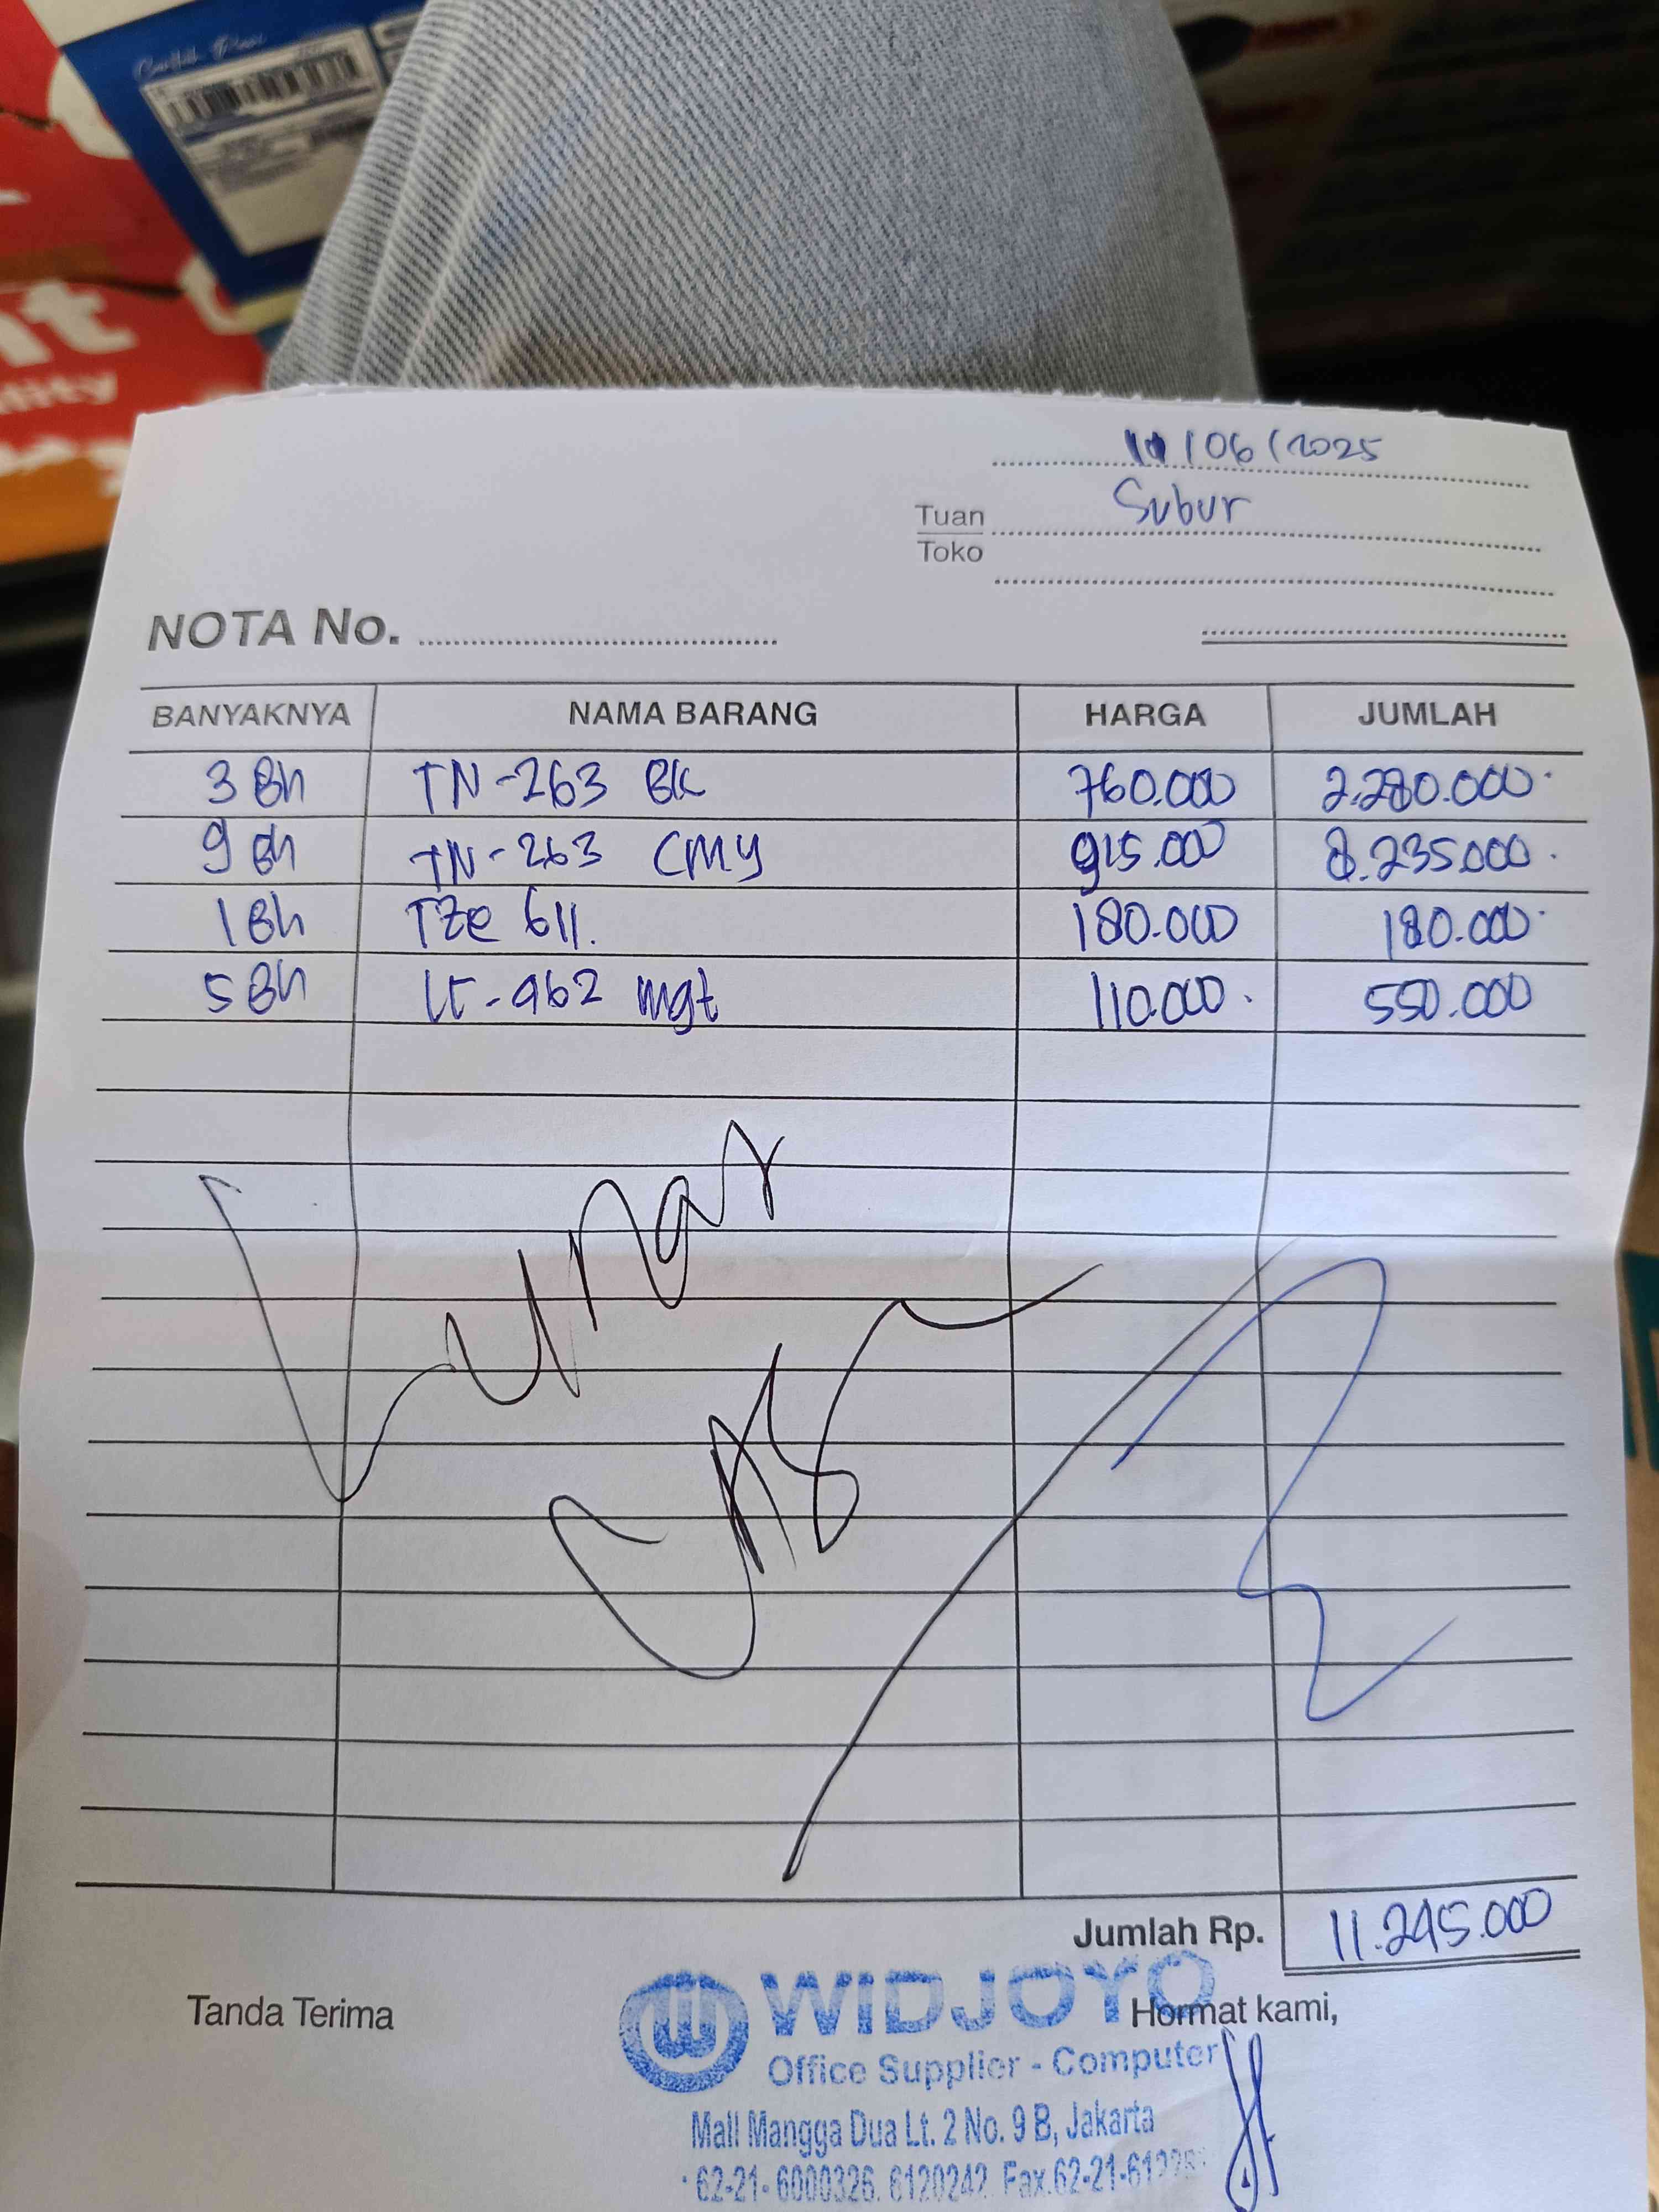 nt
lity
11/06/2025
Tuan Subur
Toko
NOTA No.
BANYAKNYA NAMA BARANG HARGA JUMLAH
3 Bh TN-263 BK 760.000 2.280.000
9 Bh TN-263 CMY 915.000 8.235.000
1 Bh TZe 611. 180.000 180.000
5 Bh LC-462 mgt 110.000 550.000
Lunas
Jumlah Rp. 11.245.000
Tanda Terima
Hormat kami,
WIDJOYO
Office Supplier - Computer
Mall Mangga Dua Lt. 2 No. 9 B, Jakarta
62-21- 6000326. 6120242. Fax.62-21-